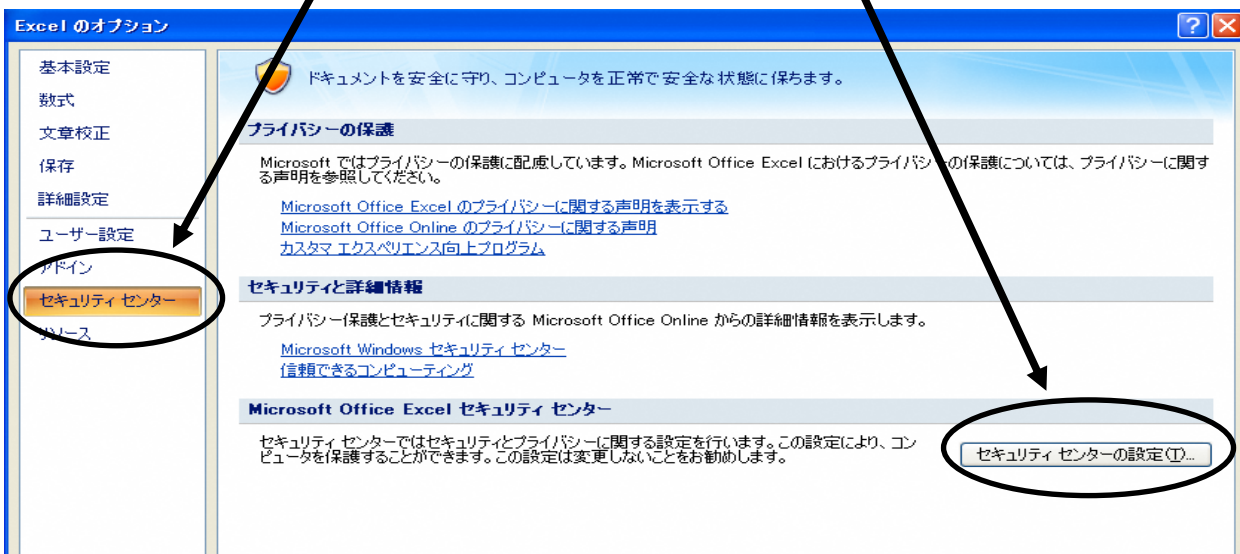 Excel のオプション
基本設定
数式
文章校正
保存
詳細設定
ユーザー設定
アドイン
セキュリティ センター
リソース
ドキュメントを安全に守り、コンピュータを正常で安全な状態に保ちます。
プライバシーの保護
Microsoft ではプライバシーの保護に配慮しています。Microsoft Office Excel におけるプライバシーの保護については、プライバシーに関す
る声明を参照してください。
Microsoft Office Excel のプライバシーに関する声明を表示する
Microsoft Office Online のプライバシーに関する声明
カスタマ エクスペリエンス向上プログラム
セキュリティと詳細情報
プライバシー保護とセキュリティに関する Microsoft Office Online からの詳細情報を表示します。
Microsoft Windows セキュリティ センター
信頼できるコンピューティング
Microsoft Office Excel セキュリティ センター
セキュリティ センターではセキュリティとプライバシーに関する設定を行います。この設定により、コン
ピュータを保護することができます。この設定は変更しないことをお勧めします。
セキュリティ センターの設定(T)...